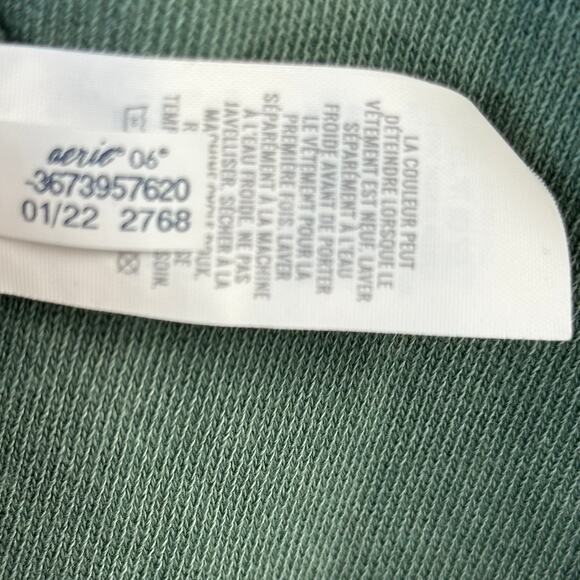 aerie® 06®
-3673957620
01/22 2768
LA COULEUR PEUT
DÉTEINDRE LORSQUE LE
VÊTEMENT EST NEUF. LAVER
SÉPARÉMENT À L'EAU
FROIDE AVANT DE PORTER
LE VÊTEMENT POUR LA
PREMIÈRE FOIS. LAVER
SÉPARÉMENT À LA MACHINE
À L'EAU FROIDE. NE PAS
JAVELLISER. SÉCHER À LA